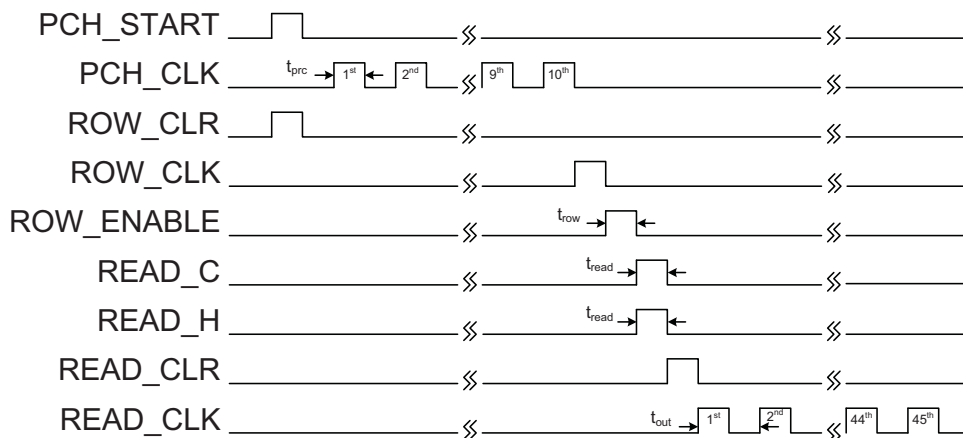 PCH_START
PCH_CLK t_prc 1st 2nd 9th 10th
ROW_CLR
ROW_CLK
ROW_ENABLE t_row
READ_C t_read
READ_H t_read
READ_CLR
READ_CLK t_out 1st 2nd 44th 45th